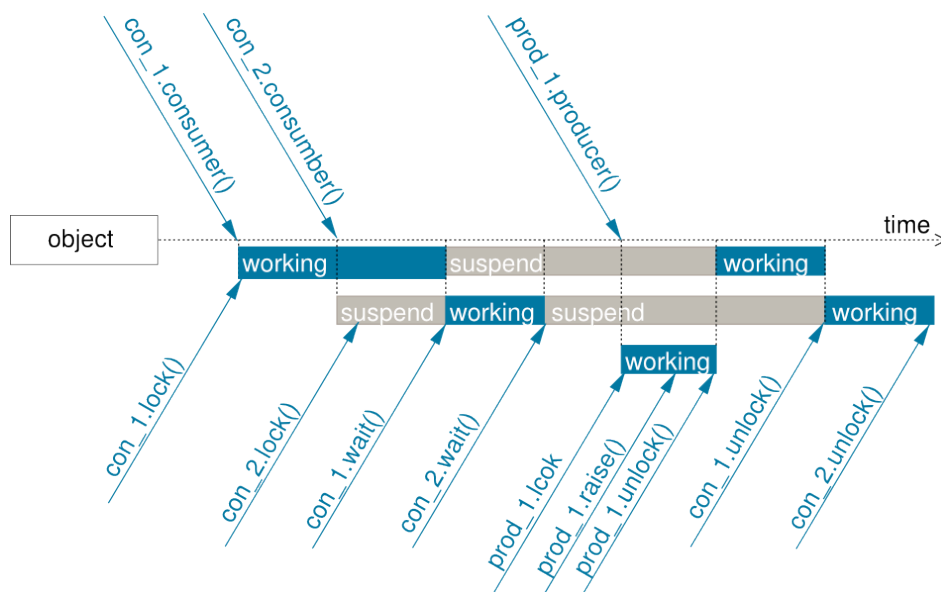 con_1.consumer()
con_2.consumber()
prod_1.producer()
object
time
working
suspend
working
suspend
working
suspend
working
working
con_1.lock()
con_2.lock()
con_1.wait()
con_2.wait()
prod_1.lcok
prod_1.raise()
prod_1.unlock()
con_1.unlock()
con_2.unlock()